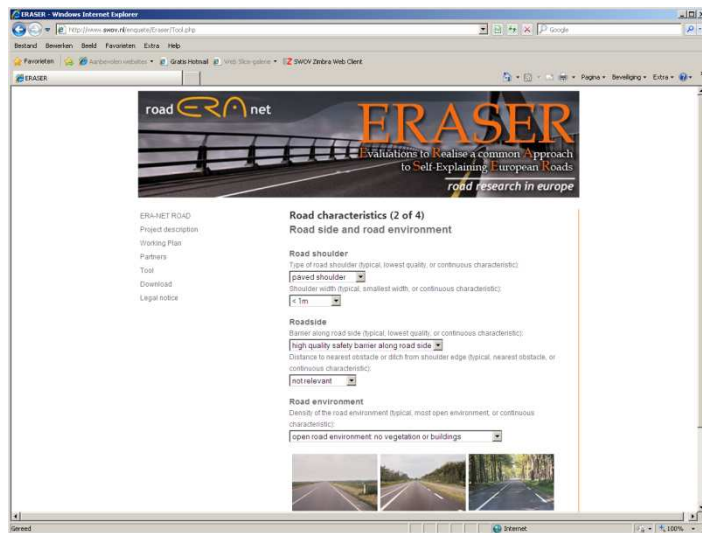 ERASER - Windows Internet Explorer
http://www.swov.nl/enquete/Eraser/Tool.php
Google
Bestand Bewerken Beeld Favorieten Extra Help
Favorieten Aanbevolen websites Gratis Hotmail Web Slice-galerie SWOV Zimbra Web Client
ERASER
Pagina Beveiliging Extra
road ERA net
ERASER
Evaluations to Realise a common Approach
to Self-Explaining European Roads
road research in europe
ERA-NET ROAD
Project description
Working Plan
Partners
Tool
Download
Legal notice
Road characteristics (2 of 4)
Road side and road environment
Road shoulder
Type of road shoulder (typical, lowest quality, or continuous characteristic):
paved shoulder
Shoulder width (typical, smallest width, or continuous characteristic):
< 1m
Roadside
Barrier along road side (typical, lowest quality, or continuous characteristic):
high quality safety barrier along road side
Distance to nearest obstacle or ditch from shoulder edge (typical, nearest obstacle, or
continuous characteristic):
not relevant
Road environment
Density of the road environment (typical, most open environment, or continuous
characteristic):
open road environment: no vegetation or buildings
Gereed
Internet
100%